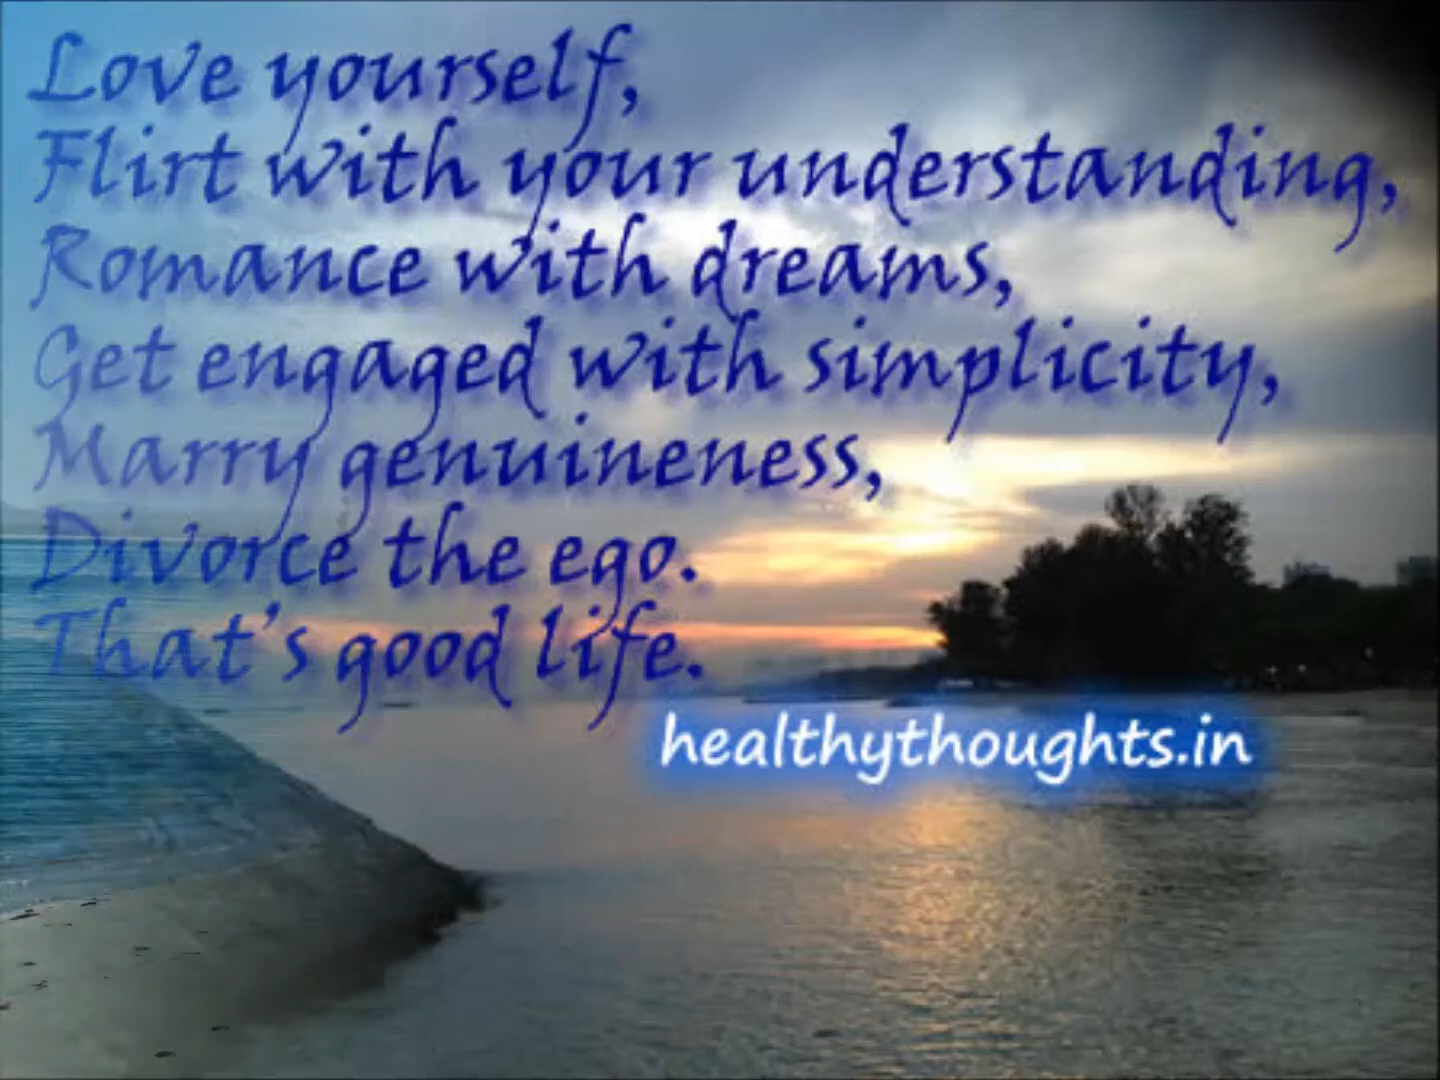 Love yourself,
Flirt with your understanding,
Romance with dreams,
Get engaged with simplicity,
Marry genuineness,
Divorce the ego.
That's good life.
healthythoughts.in